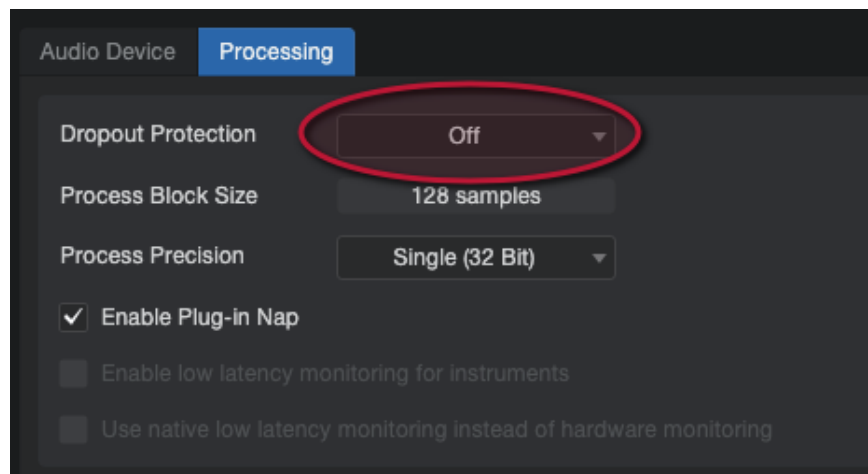 Audio Device Processing
Dropout Protection Off
Process Block Size 128 samples
Process Precision Single (32 Bit)
Enable Plug-in Nap
Enable low latency monitoring for instruments
Use native low latency monitoring instead of hardware monitoring